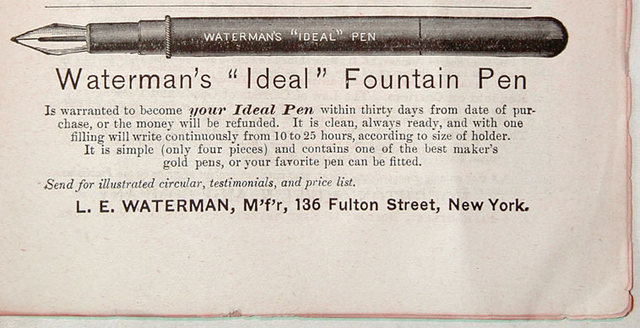 WATERMAN'S "IDEAL" PEN
Waterman's "Ideal" Fountain Pen
Is warranted to become your Ideal Pen within thirty days from date of pur-
chase, or the money will be refunded. It is clean, always ready, and with one
filling will write continuously from 10 to 25 hours, according to size of holder.
It is simple (only four pieces) and contains one of the best maker's
gold pens, or your favorite pen can be fitted.
Send for illustrated circular, testimonials, and price list.
L. E. WATERMAN, M'f'r, 136 Fulton Street, New York.